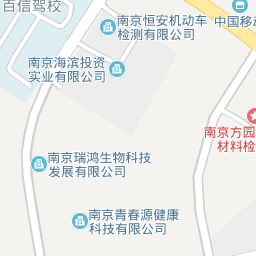 百信驾校
南京恒安机动车
检测有限公司
中国移动
南京海滨投资
实业有限公司
南京方园
材料检
南京瑞鸿生物科技
发展有限公司
南京青春源健康
科技有限公司